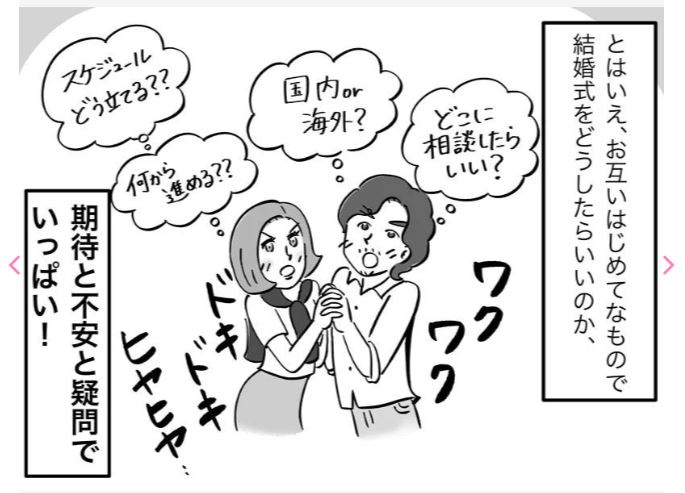 とはいえ、お互いはじめてなもので
結婚式をどうしたらいいのか、
どこに
相談したら
いい?
国内or
海外?
スケジュール
どう立てる??
何から
進める??
ワク
ワク
ドキ
ドキ
ヒヤヒヤ…
期待と不安と疑問で
いっぱい!